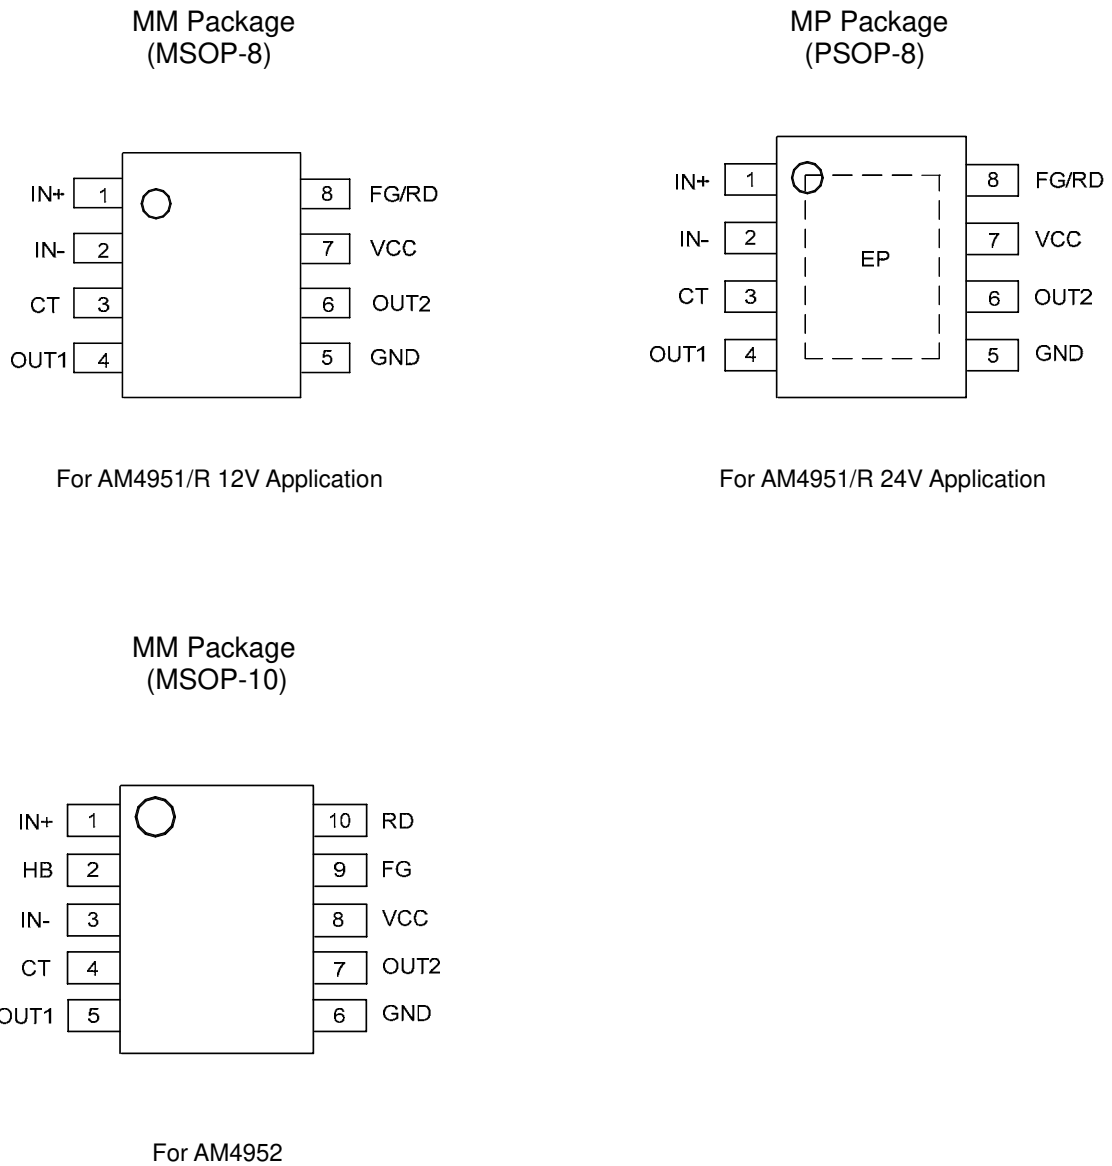 MM Package
(MSOP-8)
IN+ 1 8 FG/RD
IN- 2 7 VCC
CT 3 6 OUT2
OUT1 4 5 GND
For AM4951/R 12V Application
MP Package
(PSOP-8)
IN+ 1 8 FG/RD
IN- 2 7 VCC
EP
CT 3 6 OUT2
OUT1 4 5 GND
For AM4951/R 24V Application
MM Package
(MSOP-10)
IN+ 1 10 RD
HB 2 9 FG
IN- 3 8 VCC
CT 4 7 OUT2
OUT1 5 6 GND
For AM4952